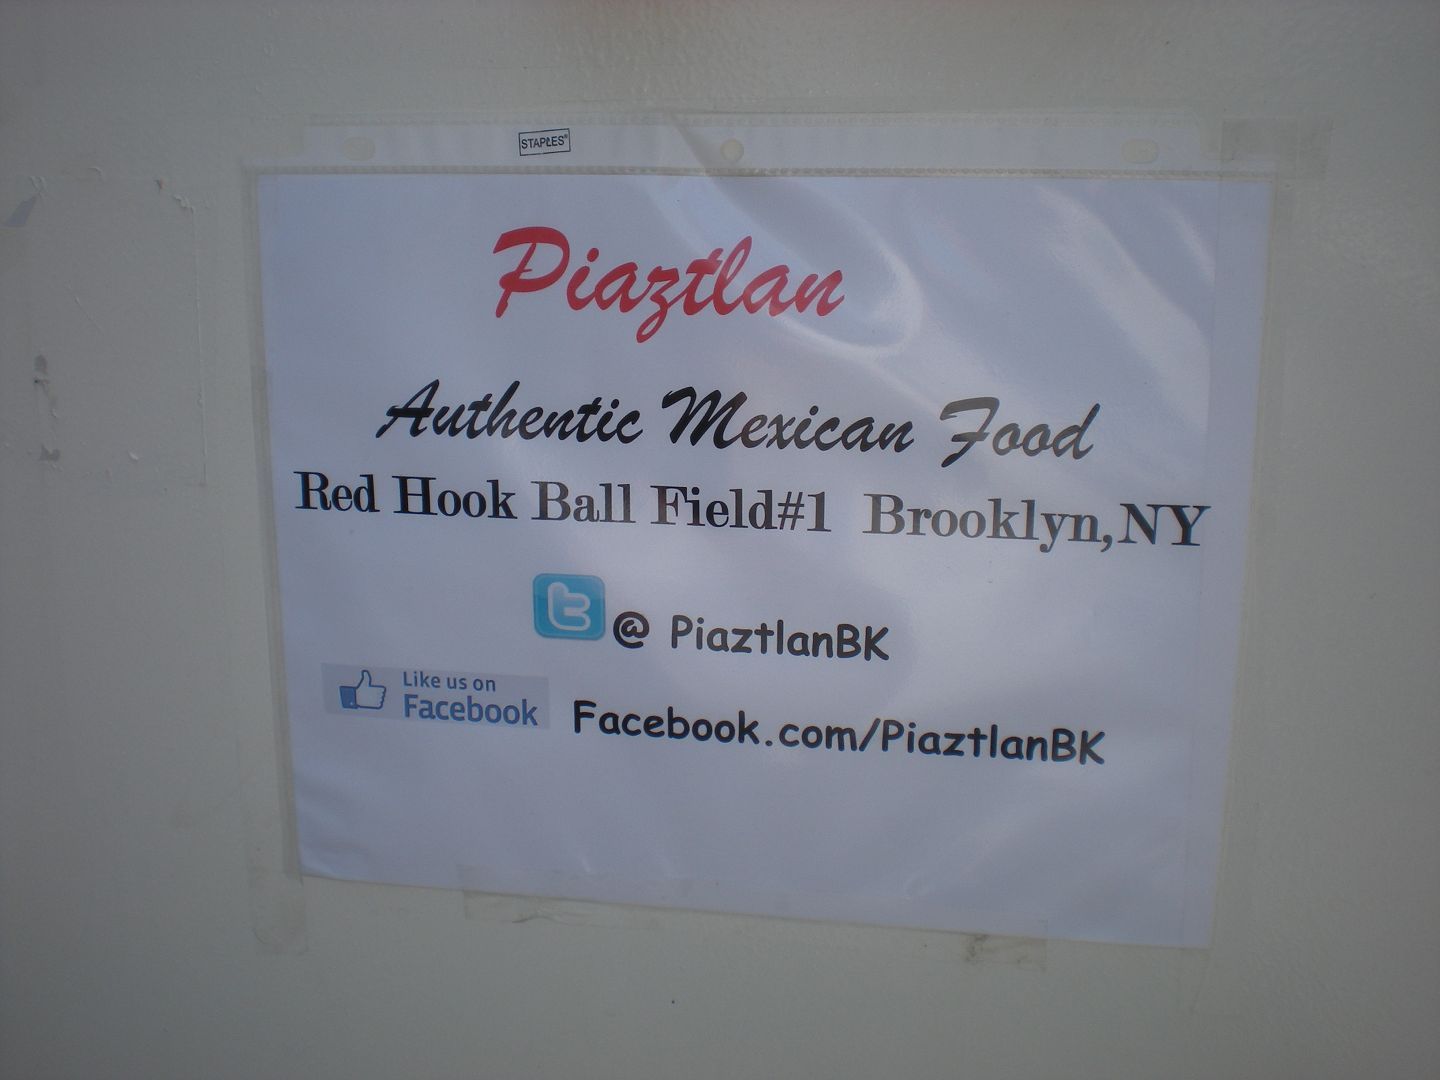 STAPLES®
Piaztlan
Authentic Mexican Food
Red Hook Ball Field#1 Brooklyn,NY
t @ PiaztlanBK
Like us on
Facebook
Facebook.com/PiaztlanBK